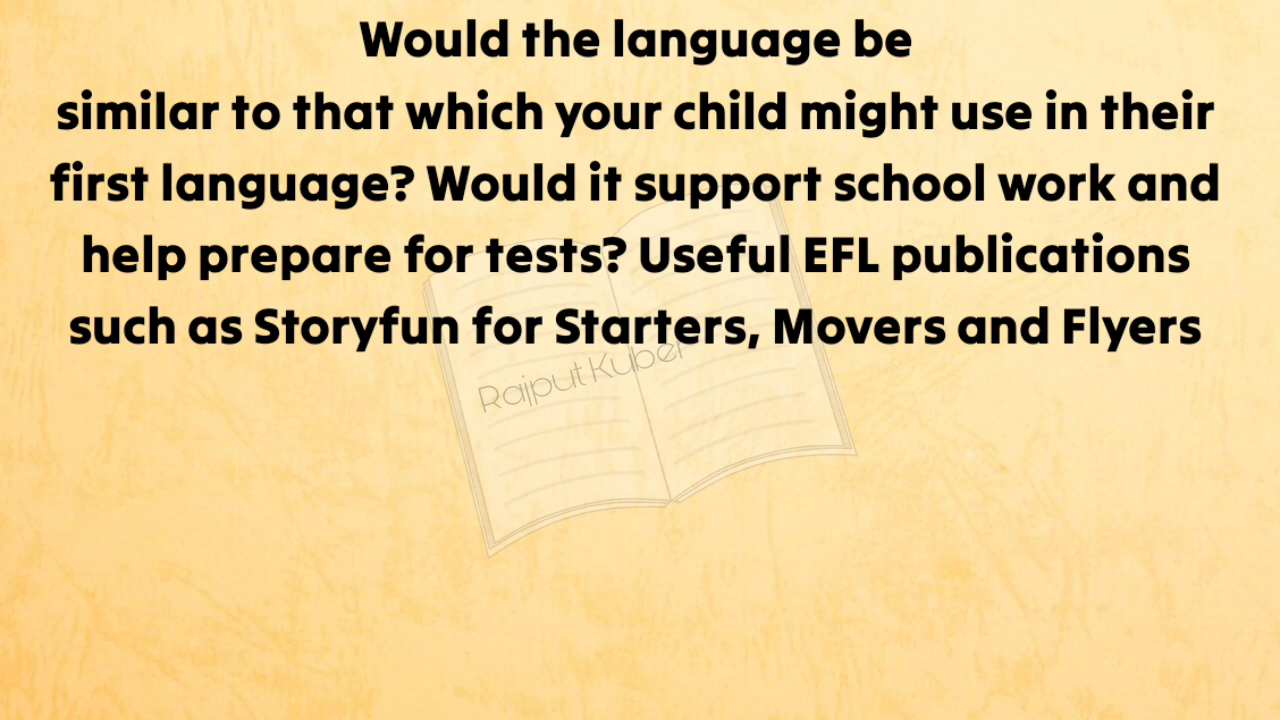 Would the language be
similar to that which your child might use in their
first language? Would it support school work and
help prepare for tests? Useful EFL publications
such as Storyfun for Starters, Movers and Flyers
Rajput Kuber